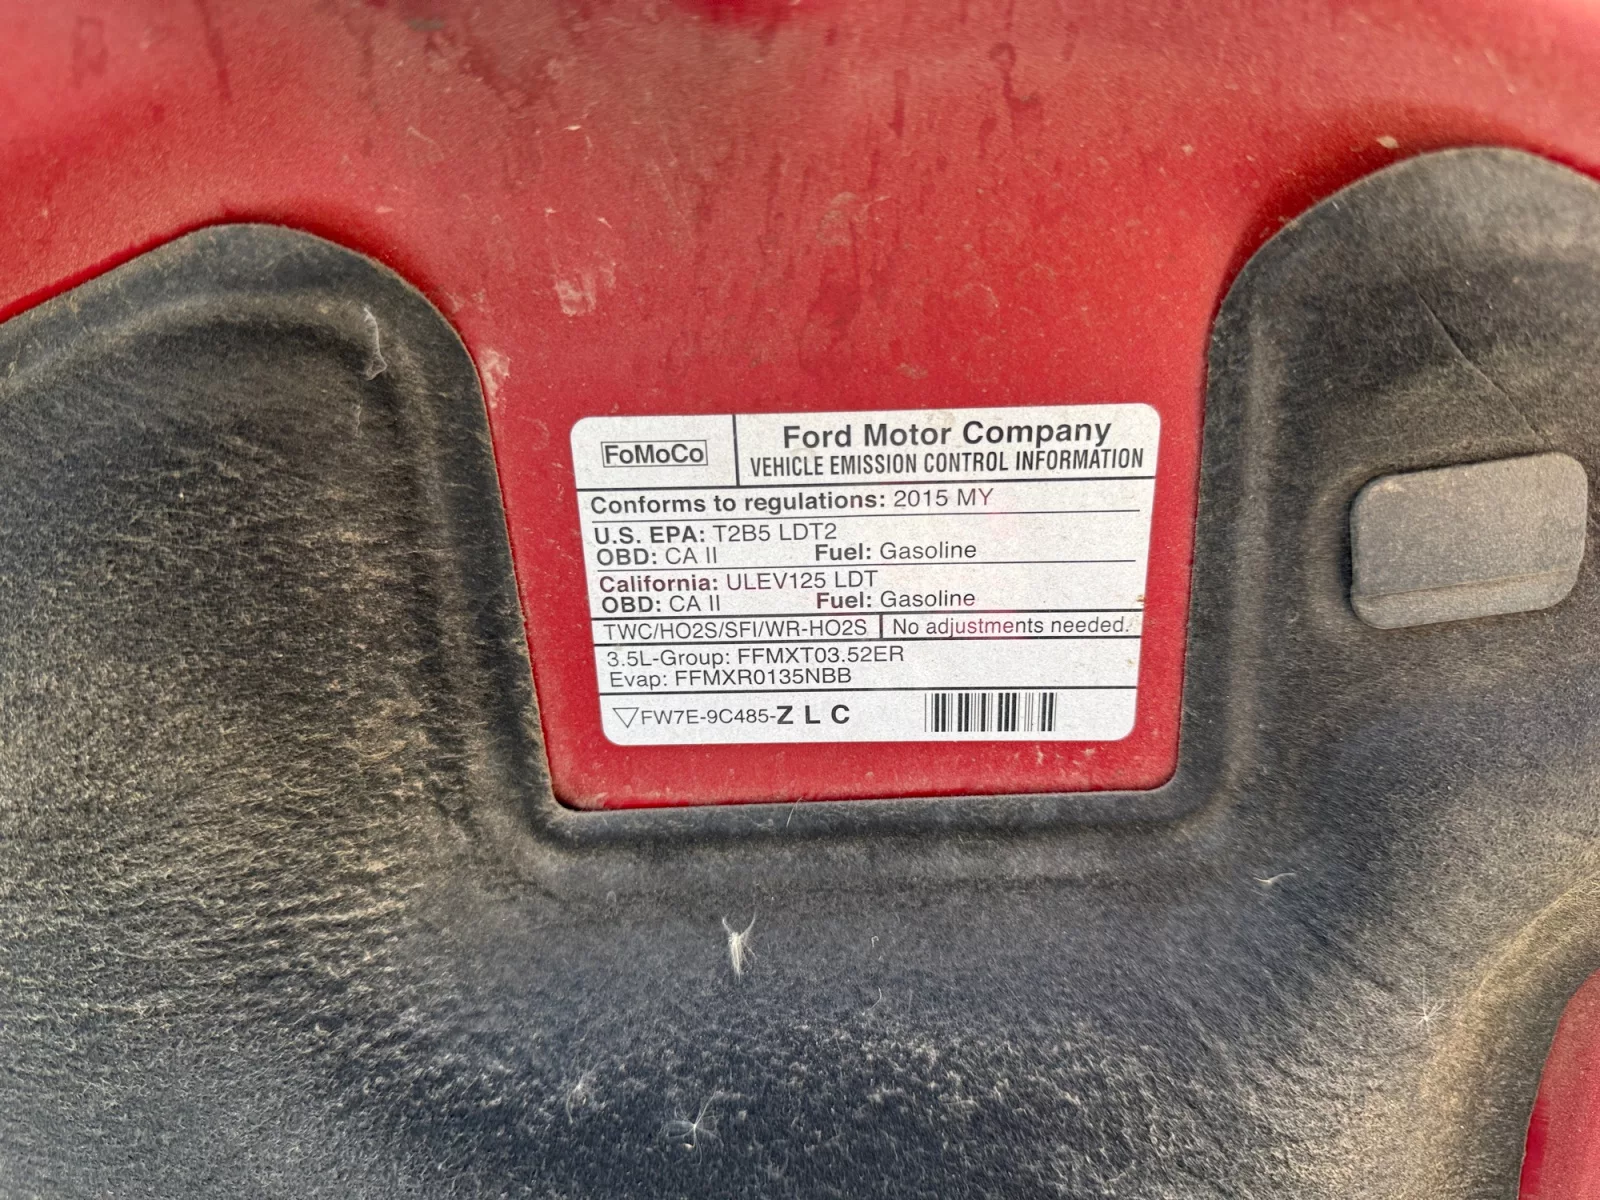 FoMoCo
Ford Motor Company
VEHICLE EMISSION CONTROL INFORMATION
Conforms to regulations: 2015 MY
U.S. EPA: T2B5 LDT2
OBD: CA II Fuel: Gasoline
California: ULEV125 LDT
OBD: CA II Fuel: Gasoline
TWC/HO2S/SFI/WR-HO2S No adjustments needed.
3.5L-Group: FFMXT03.52ER
Evap: FFMXR0135NBB
FW7E-9C485-Z L C